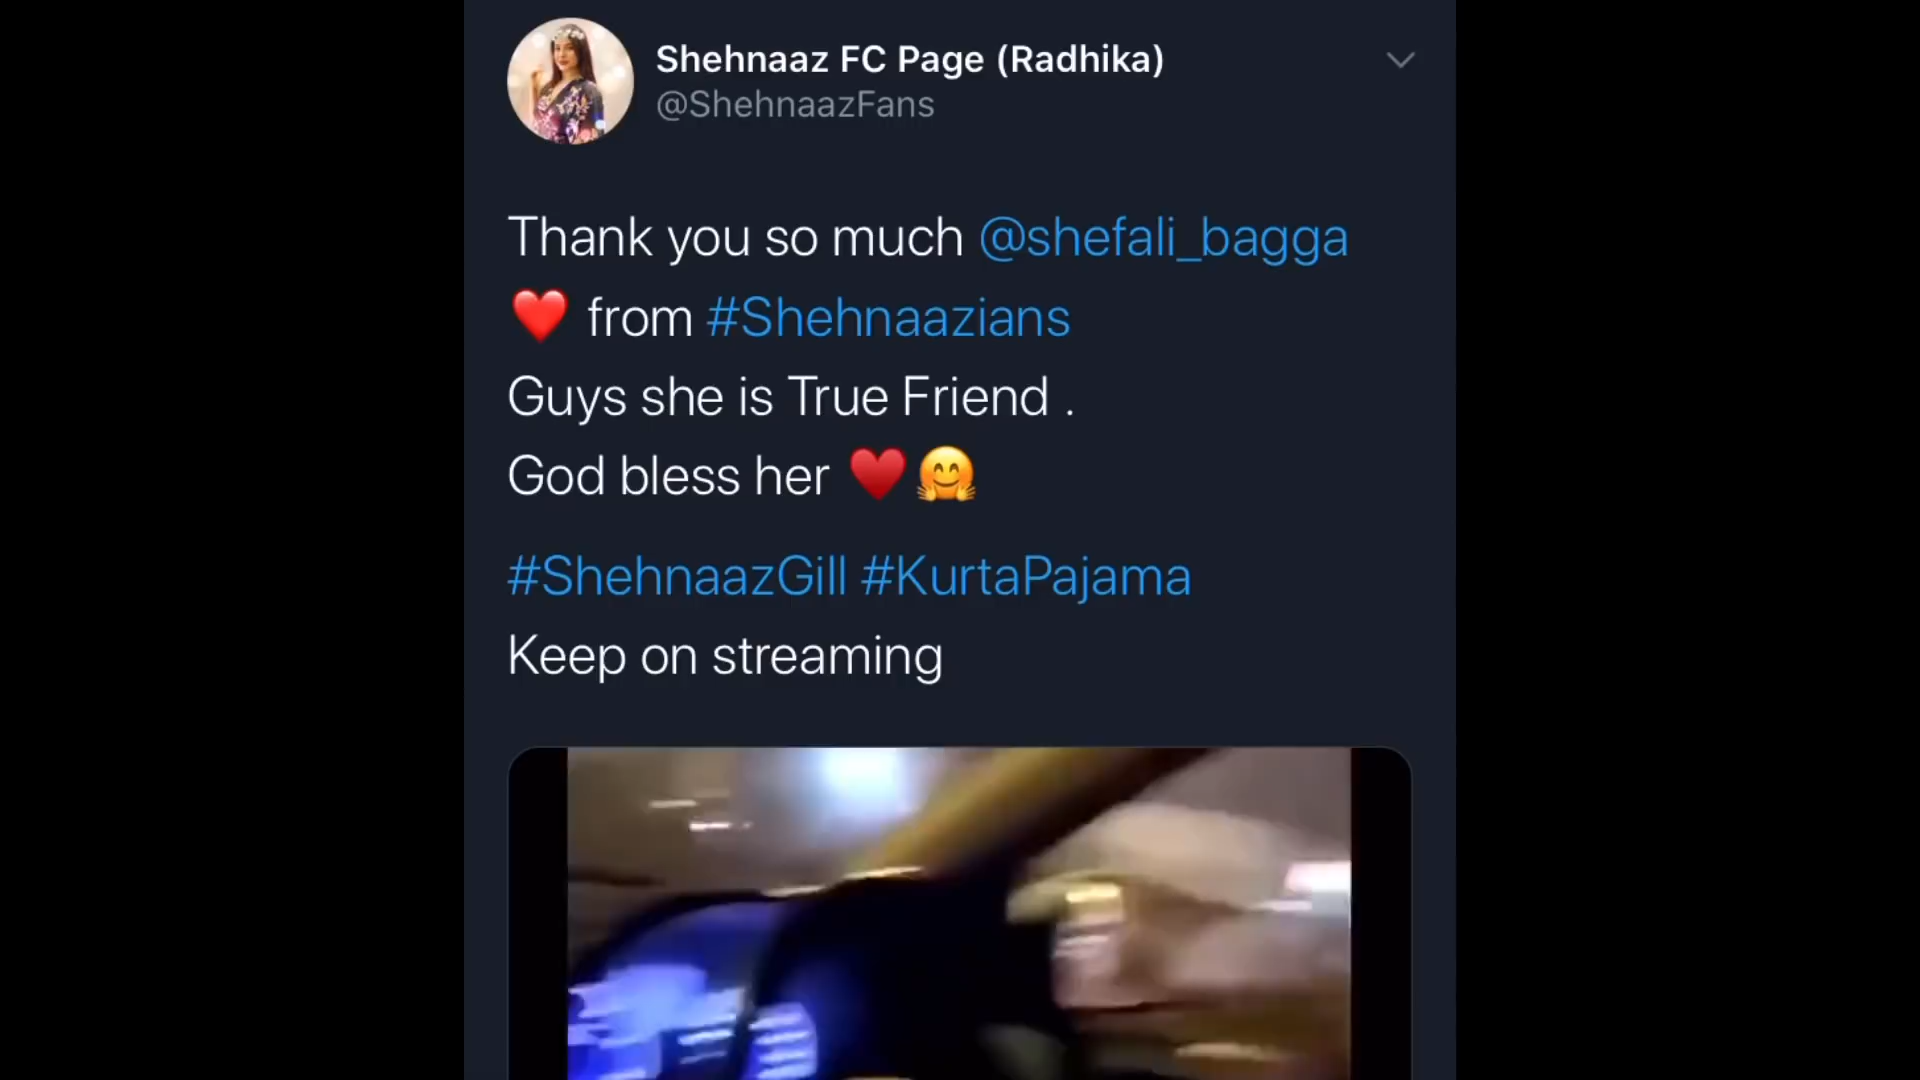 Shehnaaz FC Page (Radhika)
@ShehnaazFans
Thank you so much @shefali_bagga
❤️ from #Shehnaazians
Guys she is True Friend .
God bless her ♥️🤗
#ShehnaazGill #KurtaPajama
Keep on streaming